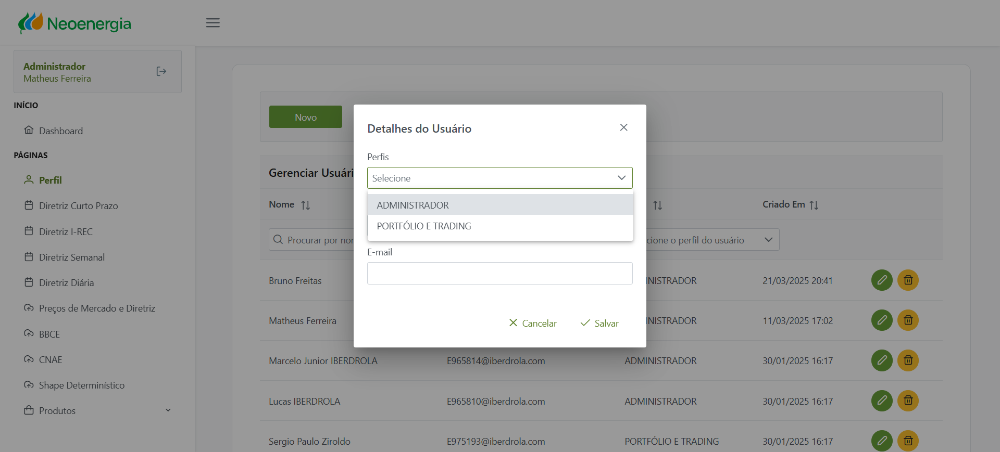 Neoenergia
Administrador
Matheus Ferreira
INÍCIO
Dashboard
PÁGINAS
Perfil
Diretriz Curto Prazo
Diretriz I-REC
Diretriz Semanal
Diretriz Diária
Preços de Mercado e Diretriz
BBCE
CNAE
Shape Determinístico
Produtos
Novo
Gerenciar Usuári
Nome
Criado Em
Procurar por nor
cione o perfil do usuário
Detalhes do Usuário
Perfis
Selecione
ADMINISTRADOR
PORTFÓLIO E TRADING
E-mail
Cancelar
Salvar
Bruno Freitas NISTRADOR 21/03/2025 20:41
Matheus Ferreira NISTRADOR 11/03/2025 17:02
Marcelo Junior IBERDROLA E965814@iberdrola.com ADMINISTRADOR 30/01/2025 16:17
Lucas IBERDROLA E965810@iberdrola.com ADMINISTRADOR 30/01/2025 16:17
Sergio Paulo Ziroldo E975193@iberdrola.com PORTFÓLIO E TRADING 30/01/2025 16:17